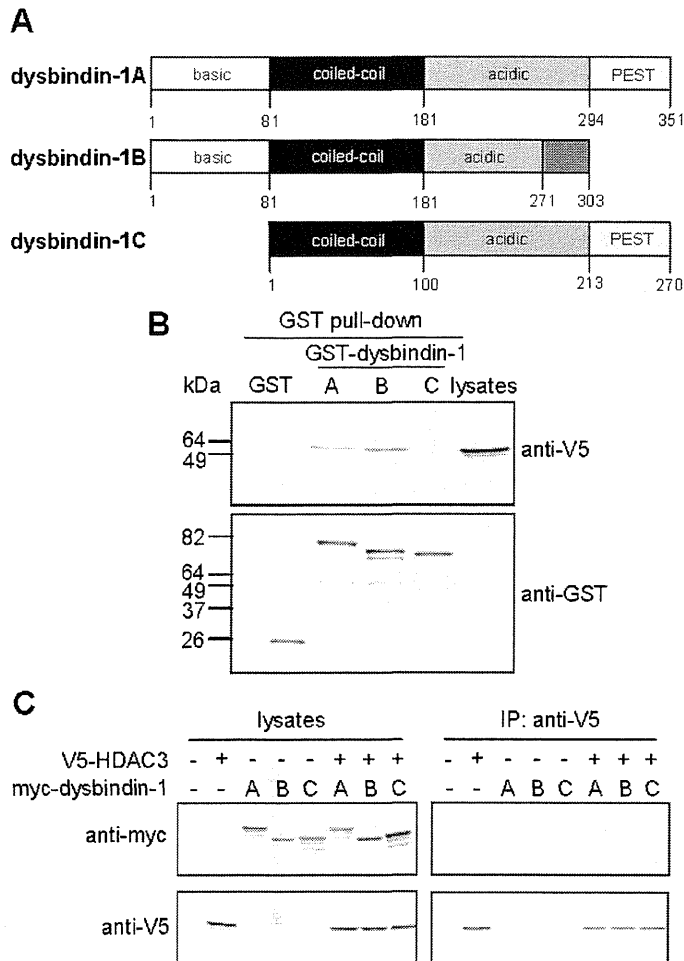 A
dysbindin-1A
basic coiled-coil acidic PEST
1 81 181 294 351
dysbindin-1B
basic coiled-coil acidic
1 81 181 271 303
dysbindin-1C
coiled-coil acidic PEST
1 100 213 270
B
GST pull-down
GST-dysbindin-1
kDa GST A B C lysates
64
49
anti-V5
82
64
49
37
26
anti-GST
C
lysates IP: anti-V5
V5-HDAC3 - + - - - + + + - + - - - + + +
myc-dysbindin-1 - - A B C A B C - - A B C A B C
anti-myc
anti-V5